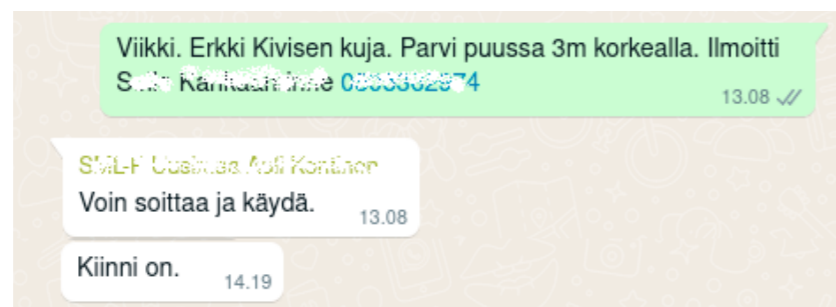 Viikki. Erkki Kivisen kuja. Parvi puussa 3m korkealla. Ilmoitti
13.08
Voin soittaa ja käydä.
13.08
Kiinni on.
14.19